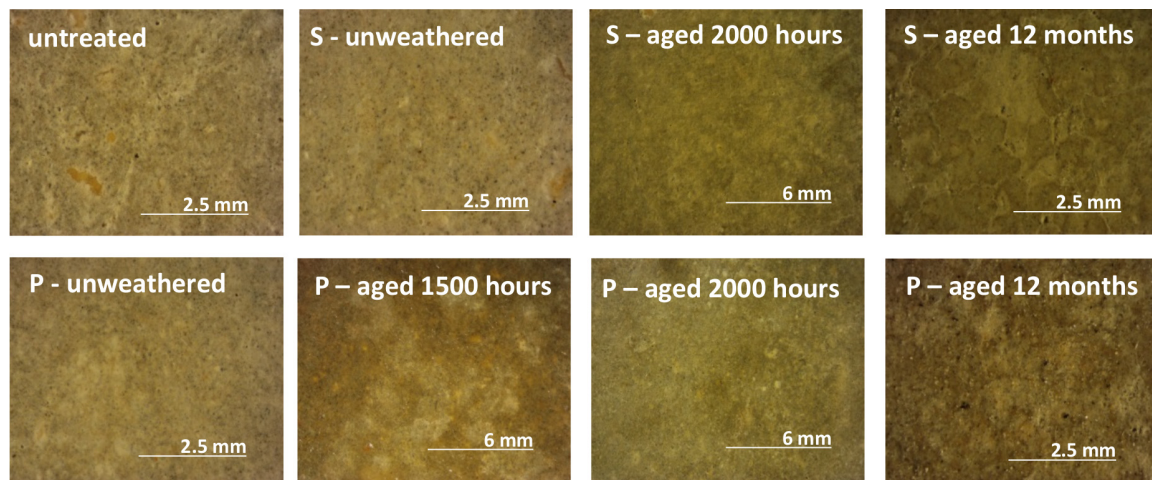 untreated
2.5 mm
S - unweathered
2.5 mm
S – aged 2000 hours
6 mm
S – aged 12 months
2.5 mm
P - unweathered
2.5 mm
P – aged 1500 hours
6 mm
P – aged 2000 hours
6 mm
P – aged 12 months
2.5 mm